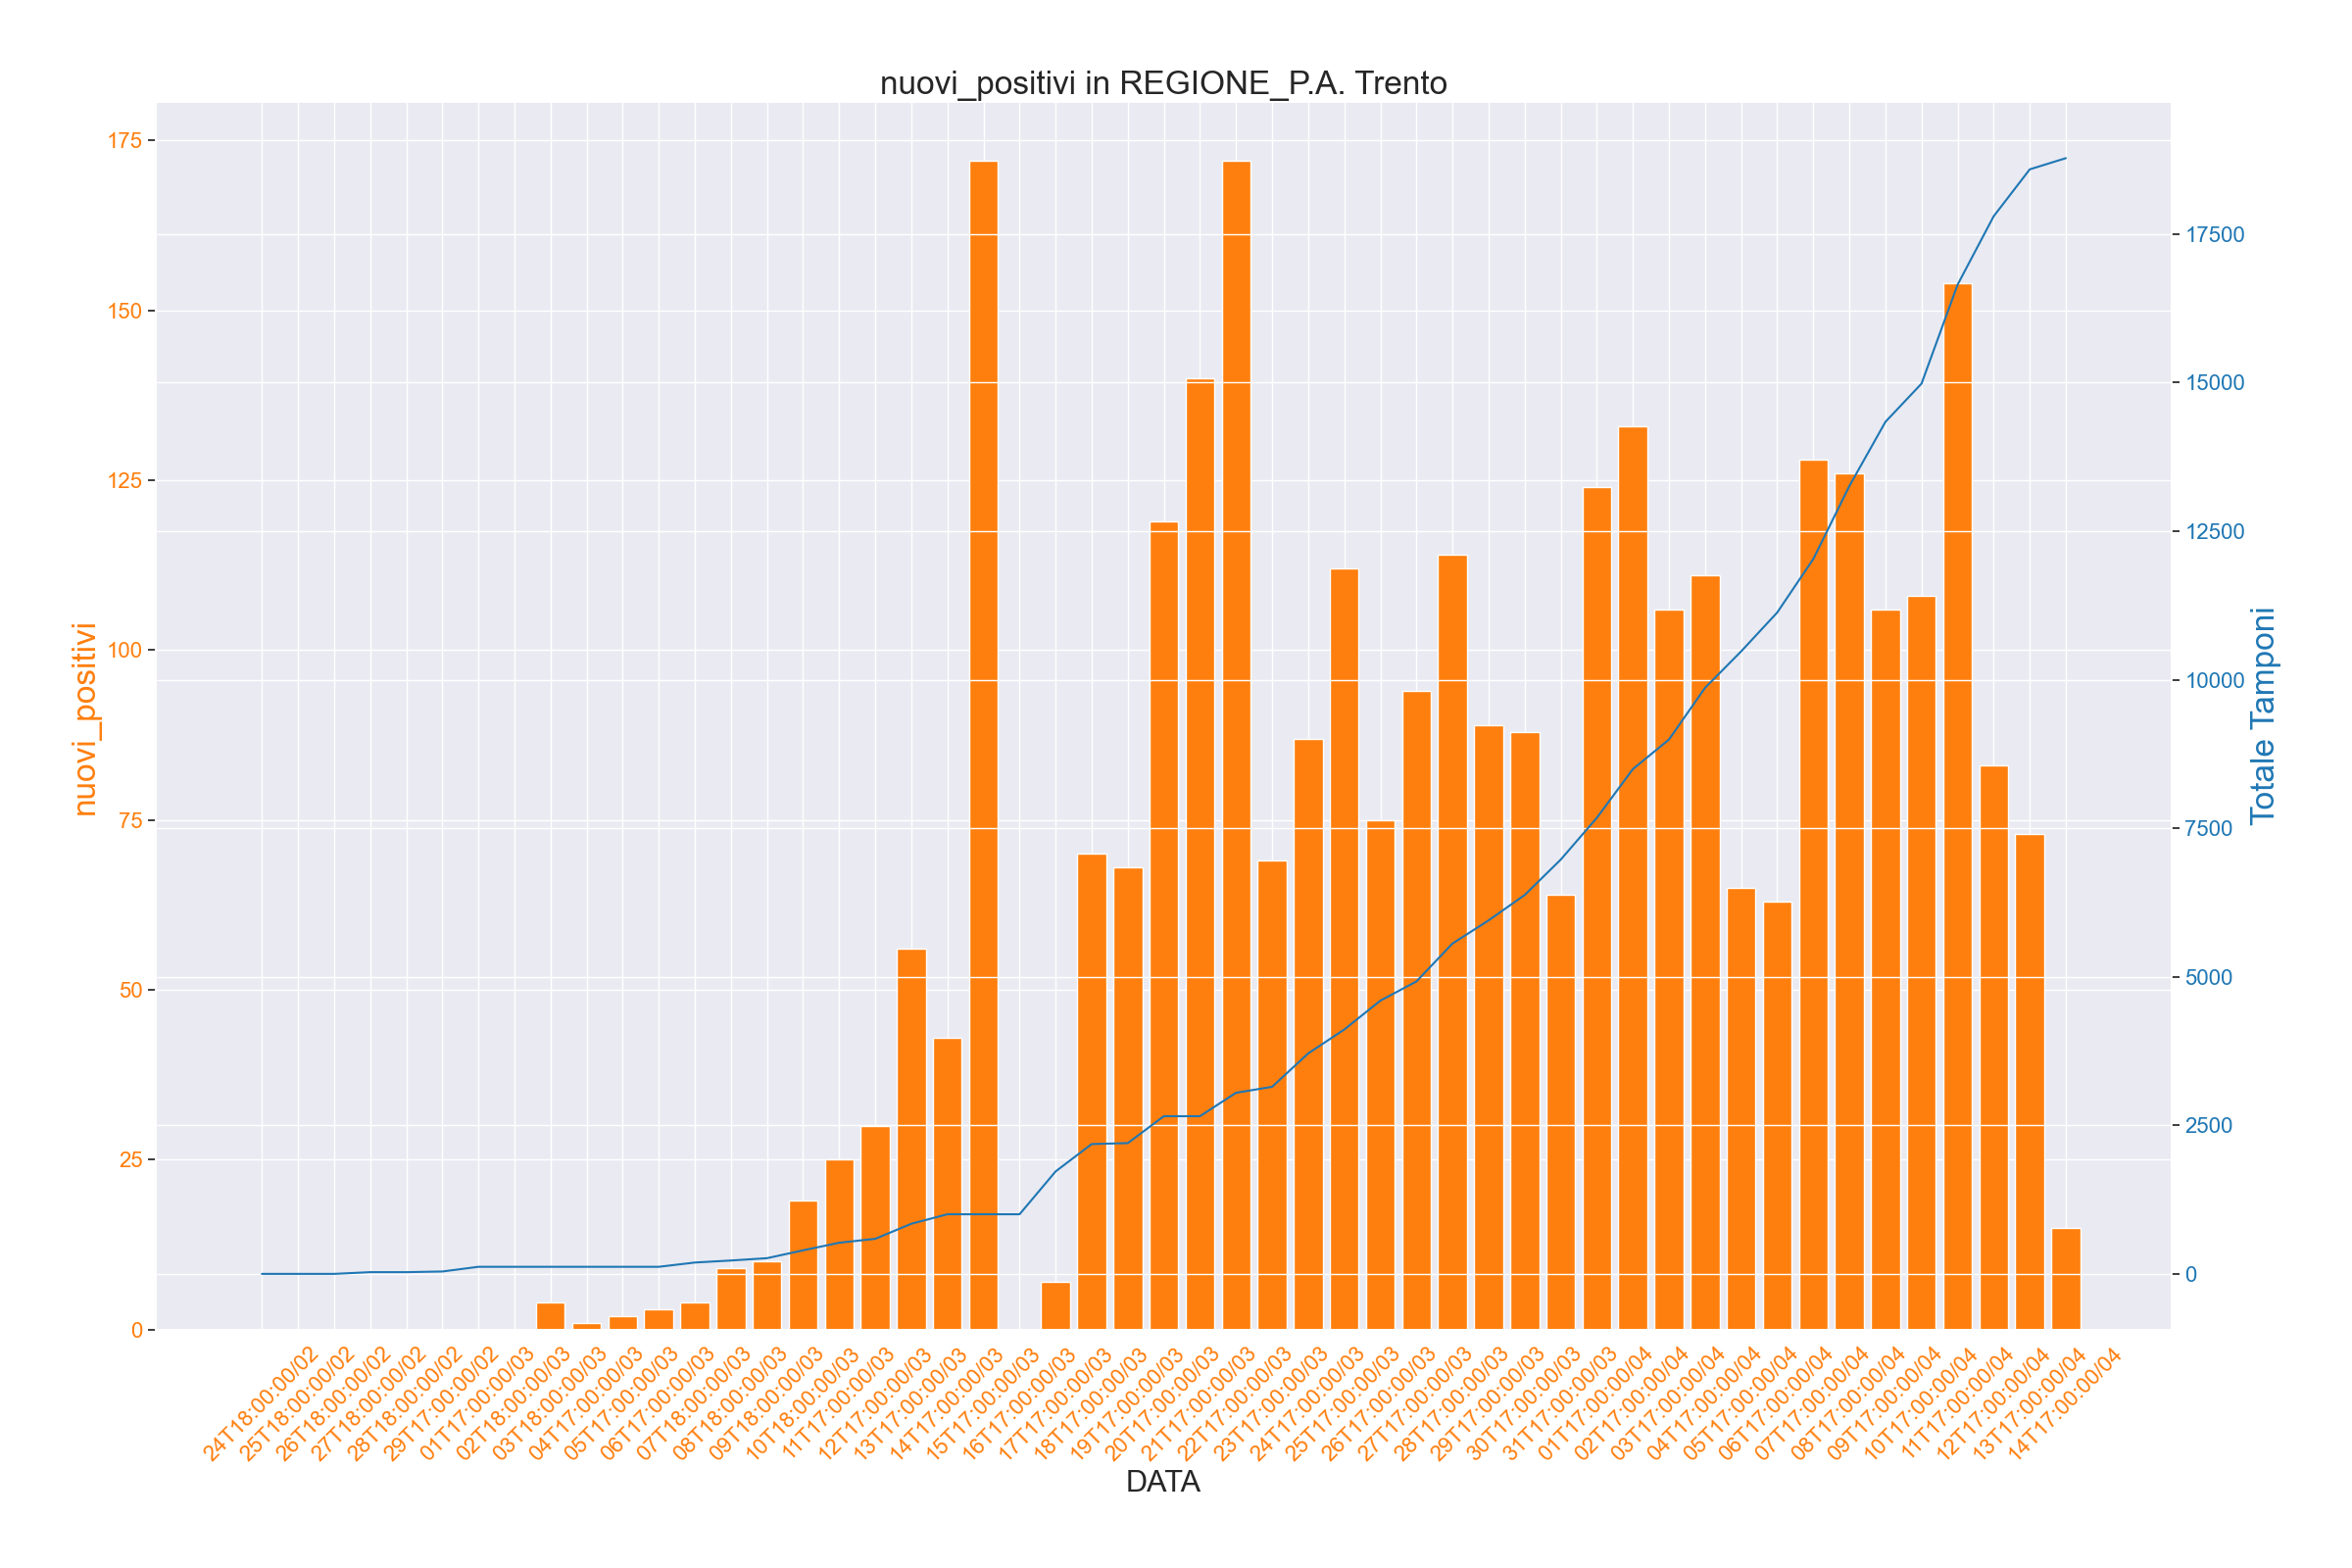 nuovi_positivi in REGIONE_P.A. Trento
175
150
125
100
75
50
25
0
nuovi_positivi
17500
15000
12500
10000
7500
5000
2500
0
Totale Tamponi
24T18:00:00/02
25T18:00:00/02
26T18:00:00/02
27T18:00:00/02
28T18:00:00/02
29T17:00:00/02
01T17:00:00/03
02T18:00:00/03
03T18:00:00/03
04T17:00:00/03
05T17:00:00/03
06T17:00:00/03
07T18:00:00/03
08T18:00:00/03
09T18:00:00/03
10T18:00:00/03
11T17:00:00/03
12T17:00:00/03
13T17:00:00/03
14T17:00:00/03
15T17:00:00/03
16T17:00:00/03
17T17:00:00/03
18T17:00:00/03
19T17:00:00/03
20T17:00:00/03
21T17:00:00/03
22T17:00:00/03
23T17:00:00/03
24T17:00:00/03
25T17:00:00/03
26T17:00:00/03
27T17:00:00/03
28T17:00:00/03
29T17:00:00/03
30T17:00:00/03
31T17:00:00/03
01T17:00:00/04
02T17:00:00/04
03T17:00:00/04
04T17:00:00/04
05T17:00:00/04
06T17:00:00/04
07T17:00:00/04
08T17:00:00/04
09T17:00:00/04
10T17:00:00/04
11T17:00:00/04
12T17:00:00/04
13T17:00:00/04
14T17:00:00/04
DATA